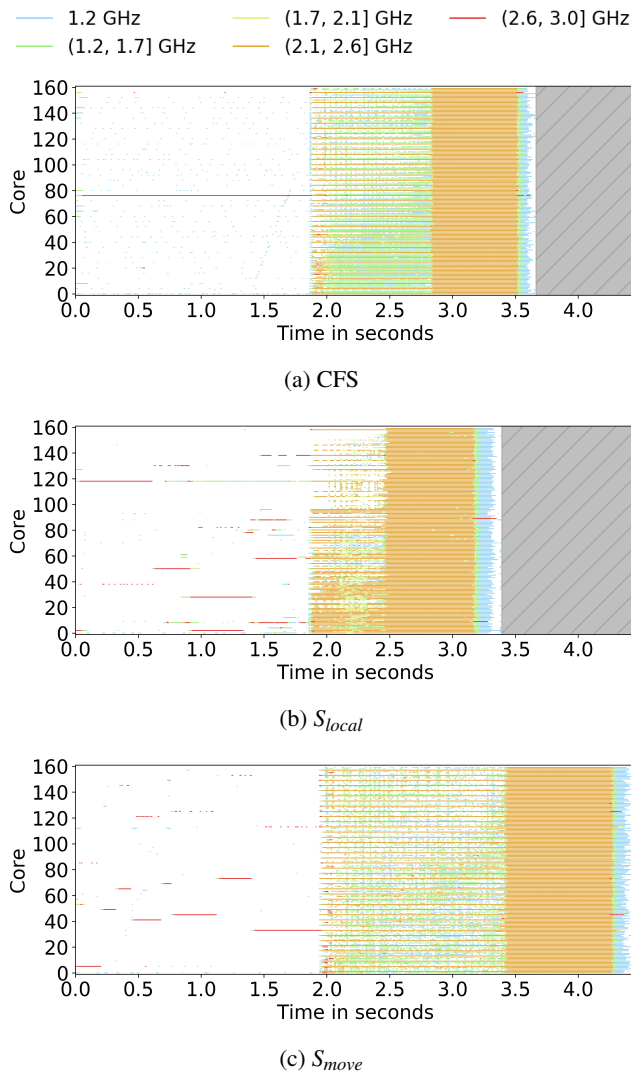 1.2 GHz (1.7, 2.1] GHz (2.6, 3.0] GHz
(1.2, 1.7] GHz (2.1, 2.6] GHz
160
140
120
100
80
60
40
20
0
Core
0.0 0.5 1.0 1.5 2.0 2.5 3.0 3.5 4.0
Time in seconds
(a) CFS
160
140
120
100
80
60
40
20
0
Core
0.0 0.5 1.0 1.5 2.0 2.5 3.0 3.5 4.0
Time in seconds
(b) S_local
160
140
120
100
80
60
40
20
0
Core
0.0 0.5 1.0 1.5 2.0 2.5 3.0 3.5 4.0
Time in seconds
(c) S_move